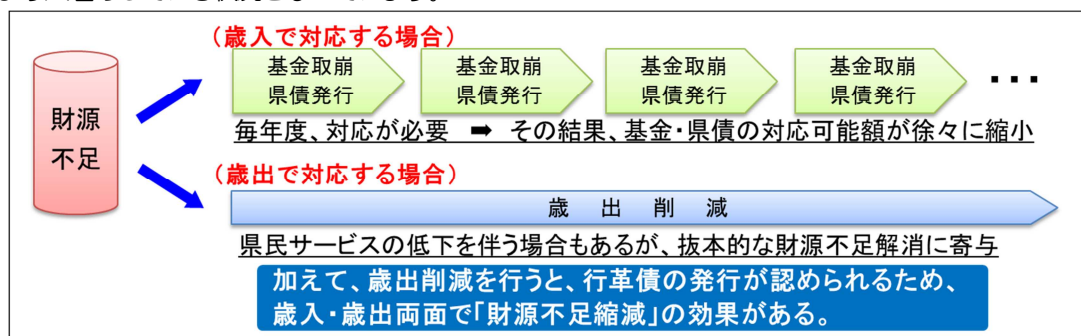 (歳入で対応する場合)
財源
不足
基金取崩
県債発行
基金取崩
県債発行
基金取崩
県債発行
基金取崩
県債発行
・・・
毎年度、対応が必要 ➡ その結果、基金・県債の対応可能額が徐々に縮小
(歳出で対応する場合)
歳出削減
県民サービスの低下を伴う場合もあるが、抜本的な財源不足解消に寄与
加えて、歳出削減を行うと、行革債の発行が認められるため、
歳入・歳出両面で「財源不足縮減」の効果がある。